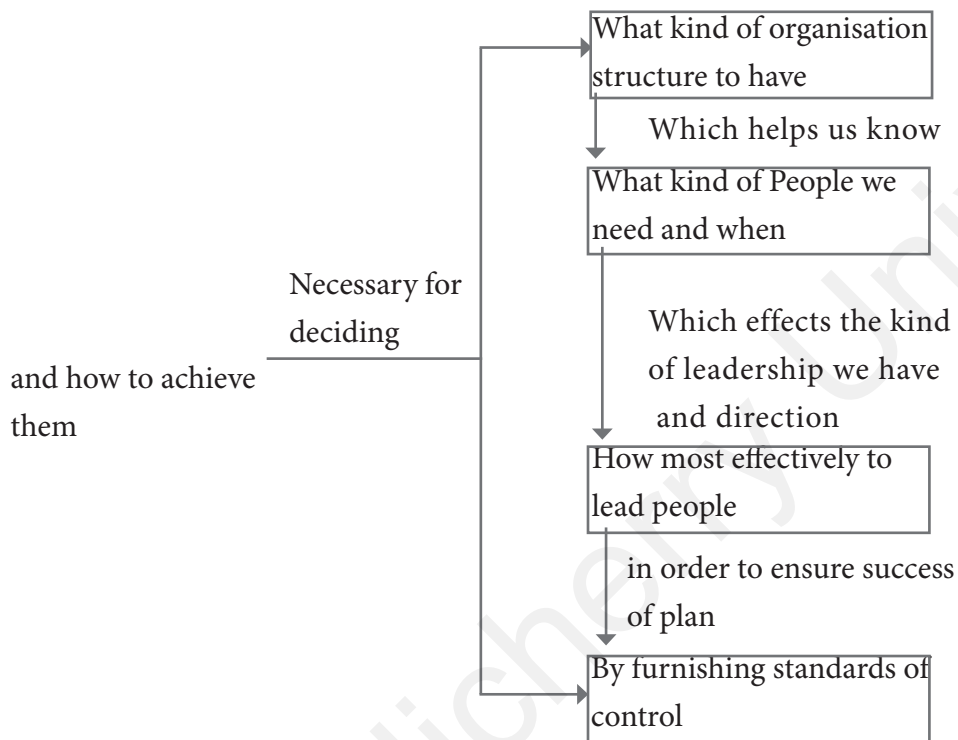 What kind of organisation
structure to have
Which helps us know
What kind of People we
need and when
Necessary for
deciding
Which effects the kind
of leadership we have
and direction
and how to achieve
them
How most effectively to
lead people
in order to ensure success
of plan
By furnishing standards of
control